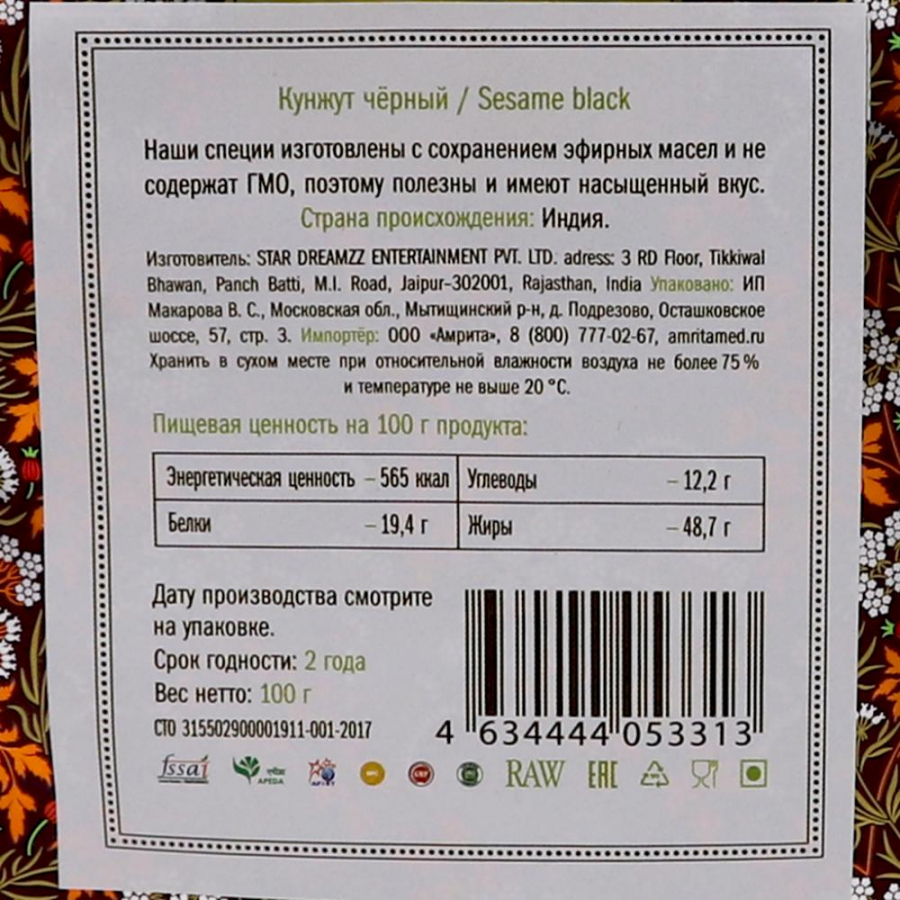 Кунжут чёрный / Sesame black
Наши специи изготовлены с сохранением эфирных масел и не
содержат ГМО, поэтому полезны и имеют насыщенный вкус.
Страна происхождения: Индия.
Изготовитель: STAR DREAMZZ ENTERTAINMENT PVT. LTD. adress: 3 RD Floor, Tikkiwal
Bhawan, Panch Batti, M.I. Road, Jaipur-302001, Rajasthan, India Упаковано: ИП
Макарова В. С., Московская обл., Мытищинский р-н, д. Подрезово, Осташковское
шоссе, 57, стр. 3. Импортёр: ООО «Амрита», 8 (800) 777-02-67, amritamed.ru
Хранить в сухом месте при относительной влажности воздуха не более 75 %
и температуре не выше 20 °C.
Пищевая ценность на 100 г продукта:
Энергетическая ценность – 565 ккал Углеводы – 12,2 г
Белки – 19,4 г Жиры – 48,7 г
Дату производства смотрите
на упаковке.
Срок годности: 2 года
Вес нетто: 100 г
СТО 315502900001911-001-2017
4 634444 053313
fssai APEDA RAW EAC